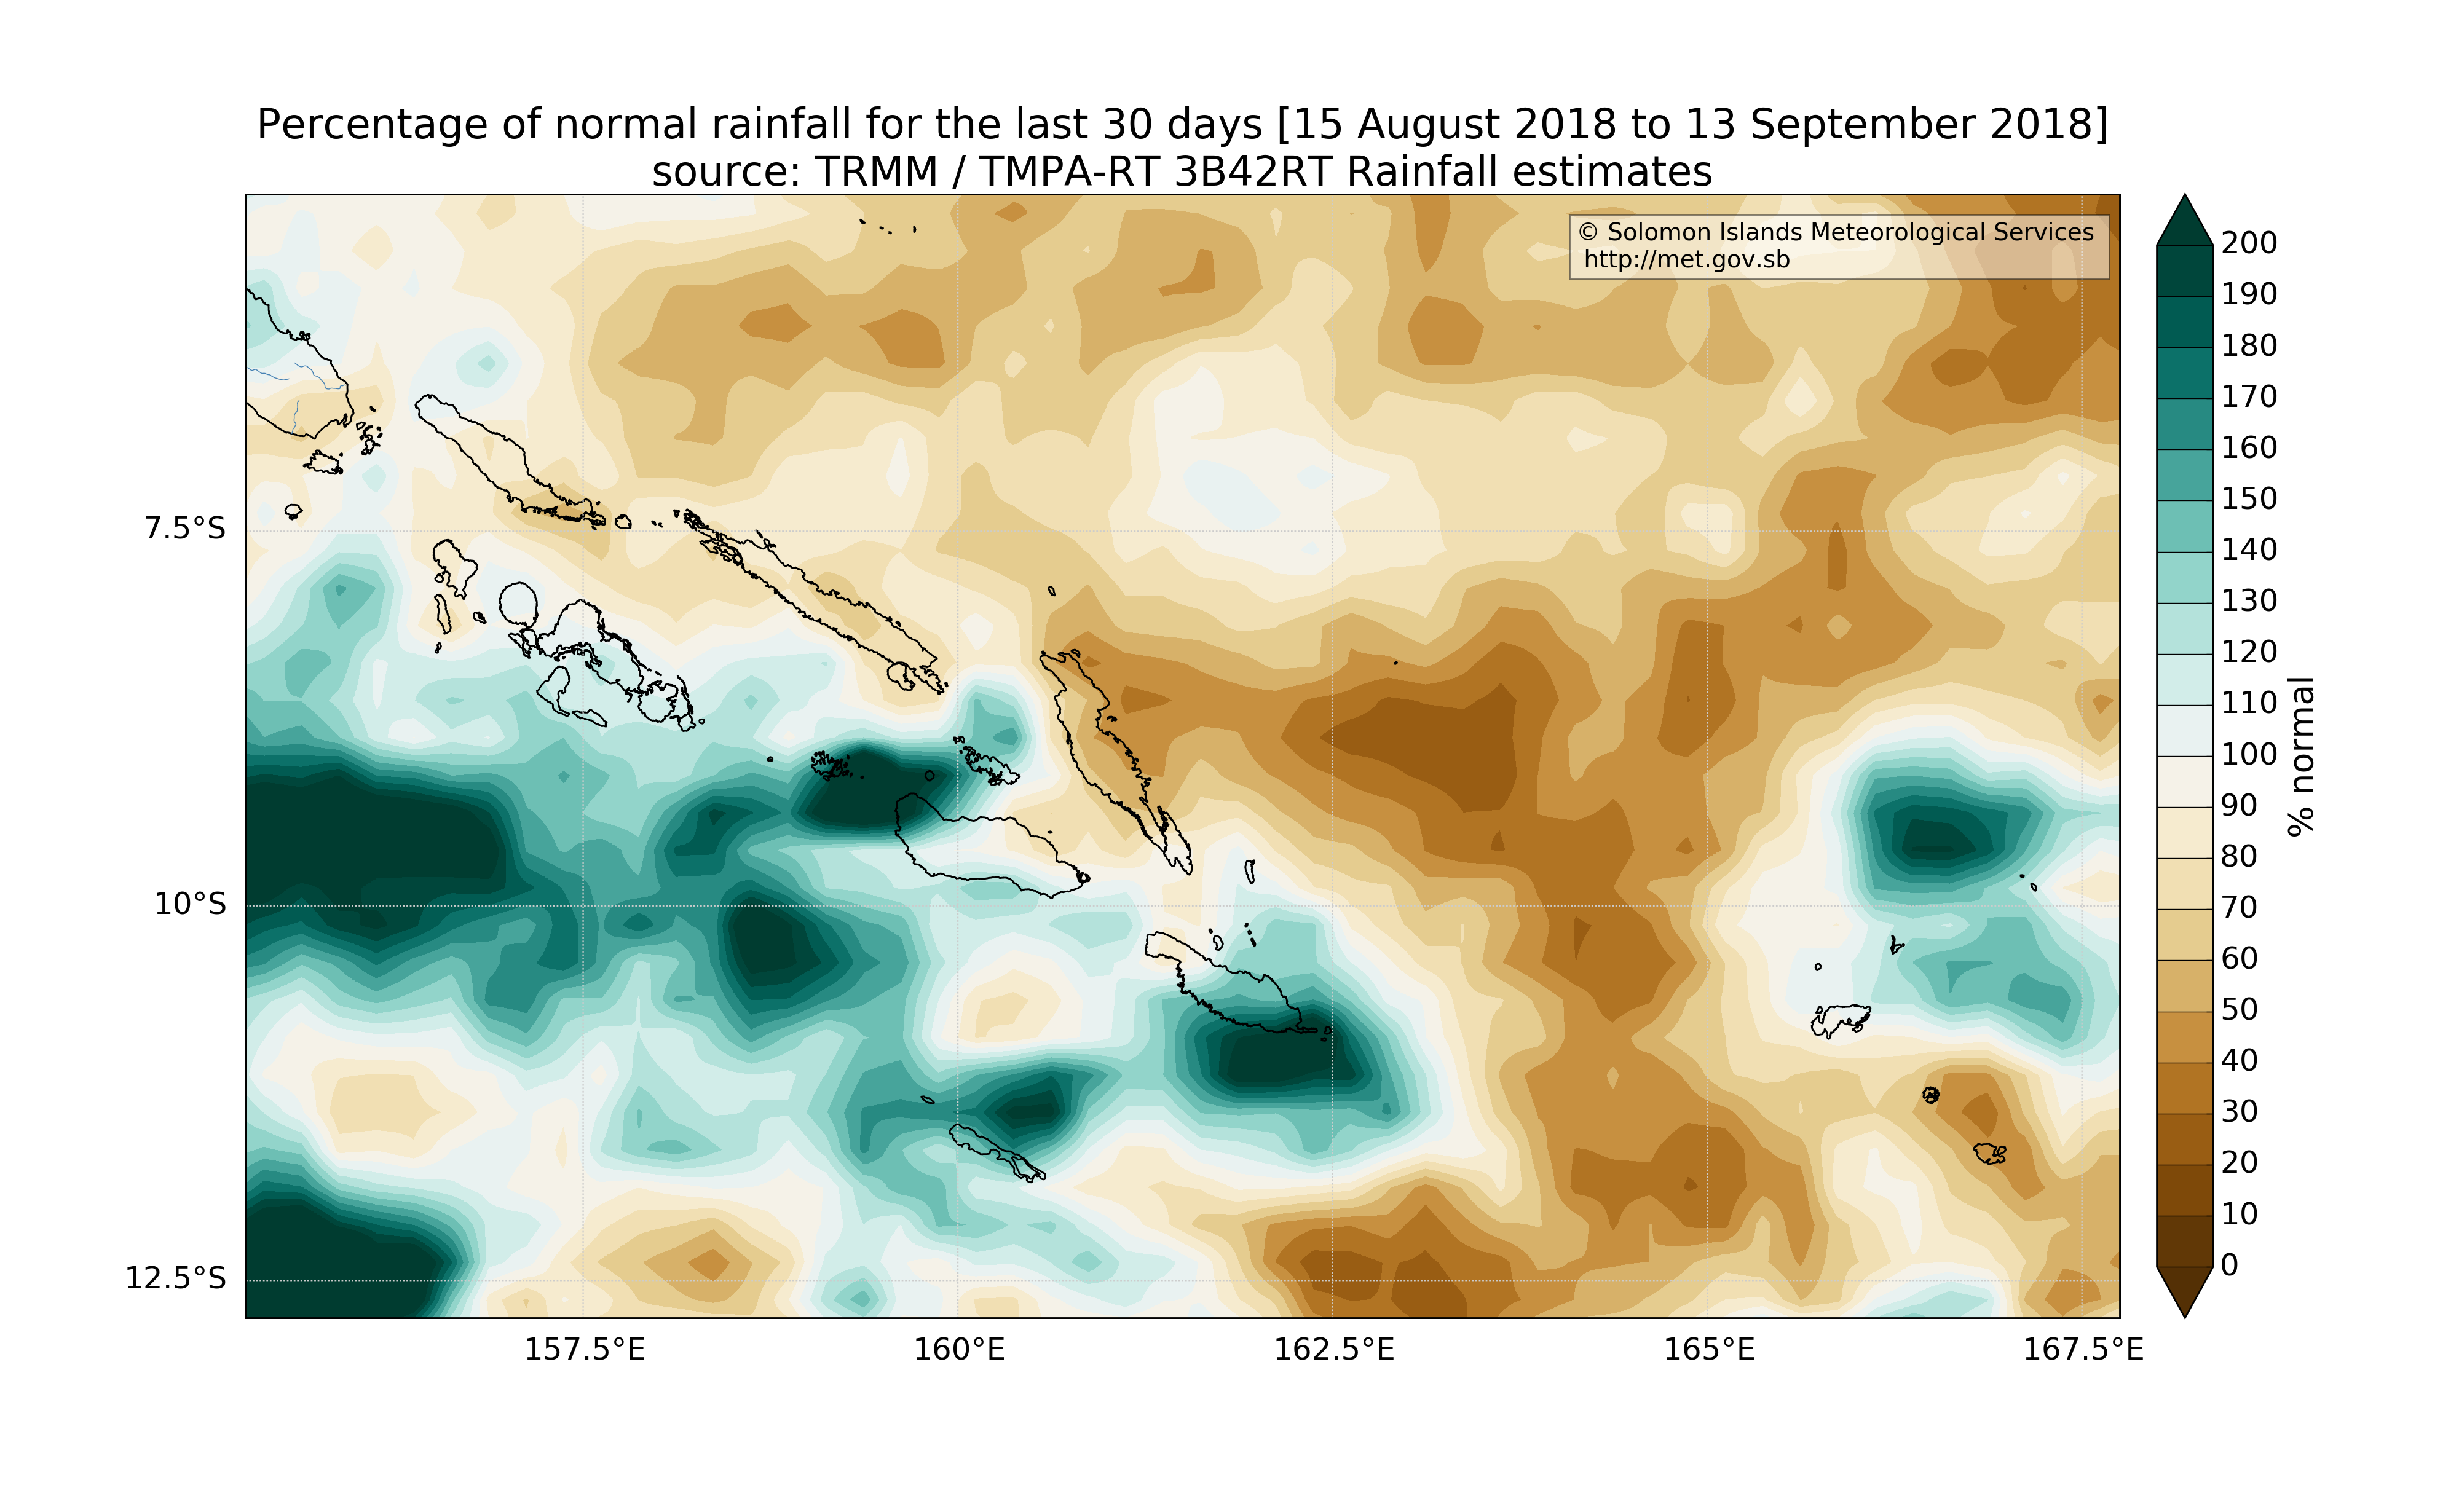 Percentage of normal rainfall for the last 30 days [15 August 2018 to 13 September 2018]
source: TRMM / TMPA-RT 3B42RT Rainfall estimates
© Solomon Islands Meteorological Services
http://met.gov.sb
7.5°S
10°S
12.5°S
157.5°E
160°E
162.5°E
165°E
167.5°E
200
190
180
170
160
150
140
130
120
110
100
90
80
70
60
50
40
30
20
10
0
% normal